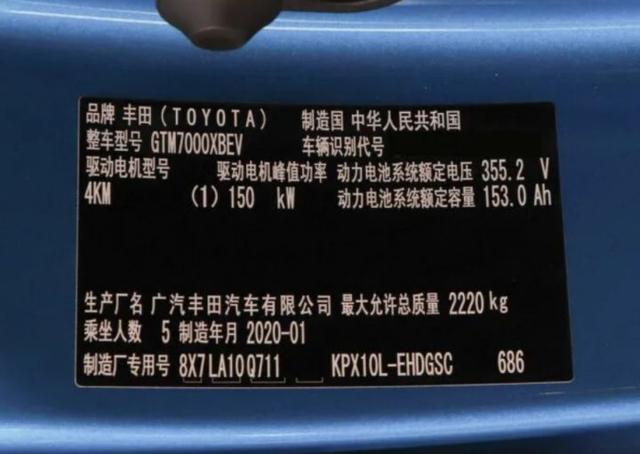 品牌 丰田(TOYOTA) 制造国 中华人民共和国
整车型号 GTM7000XBEV 车辆识别代号
驱动电机型号 驱动电机峰值功率 动力电池系统额定电压 355.2 V
4KM (1)150 kW 动力电池系统额定容量 153.0 Ah
生产厂名 广汽丰田汽车有限公司 最大允许总质量 2220 kg
乘坐人数 5 制造年月 2020-01
制造厂专用号 8X7 LA10 Q711 KPX10L-EHDGSC 686